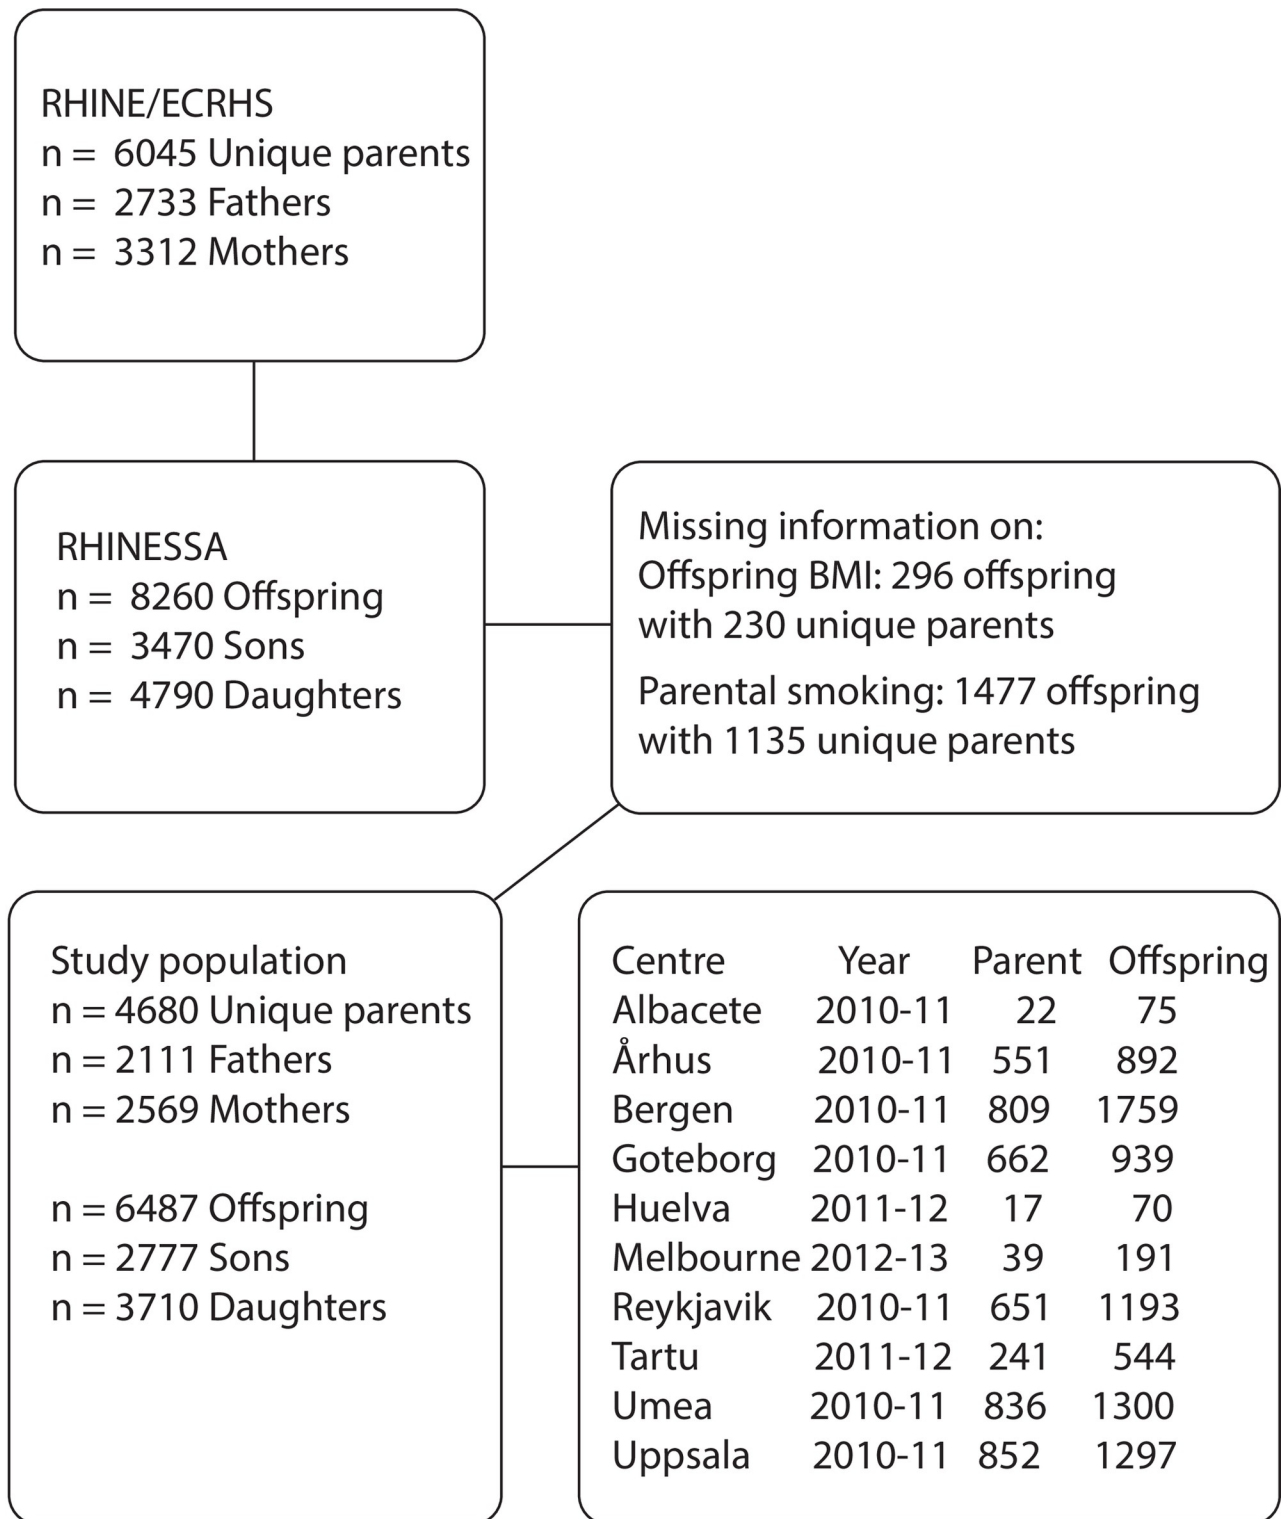 RHINE/ECRHS
n = 6045 Unique parents
n = 2733 Fathers
n = 3312 Mothers
RHINESSA
n = 8260 Offspring
n = 3470 Sons
n = 4790 Daughters
Missing information on:
Offspring BMI: 296 offspring
with 230 unique parents
Parental smoking: 1477 offspring
with 1135 unique parents
Study population
n = 4680 Unique parents
n = 2111 Fathers
n = 2569 Mothers
n = 6487 Offspring
n = 2777 Sons
n = 3710 Daughters
Centre Year Parent Offspring
Albacete 2010-11 22 75
Århus 2010-11 551 892
Bergen 2010-11 809 1759
Goteborg 2010-11 662 939
Huelva 2011-12 17 70
Melbourne 2012-13 39 191
Reykjavik 2010-11 651 1193
Tartu 2011-12 241 544
Umea 2010-11 836 1300
Uppsala 2010-11 852 1297